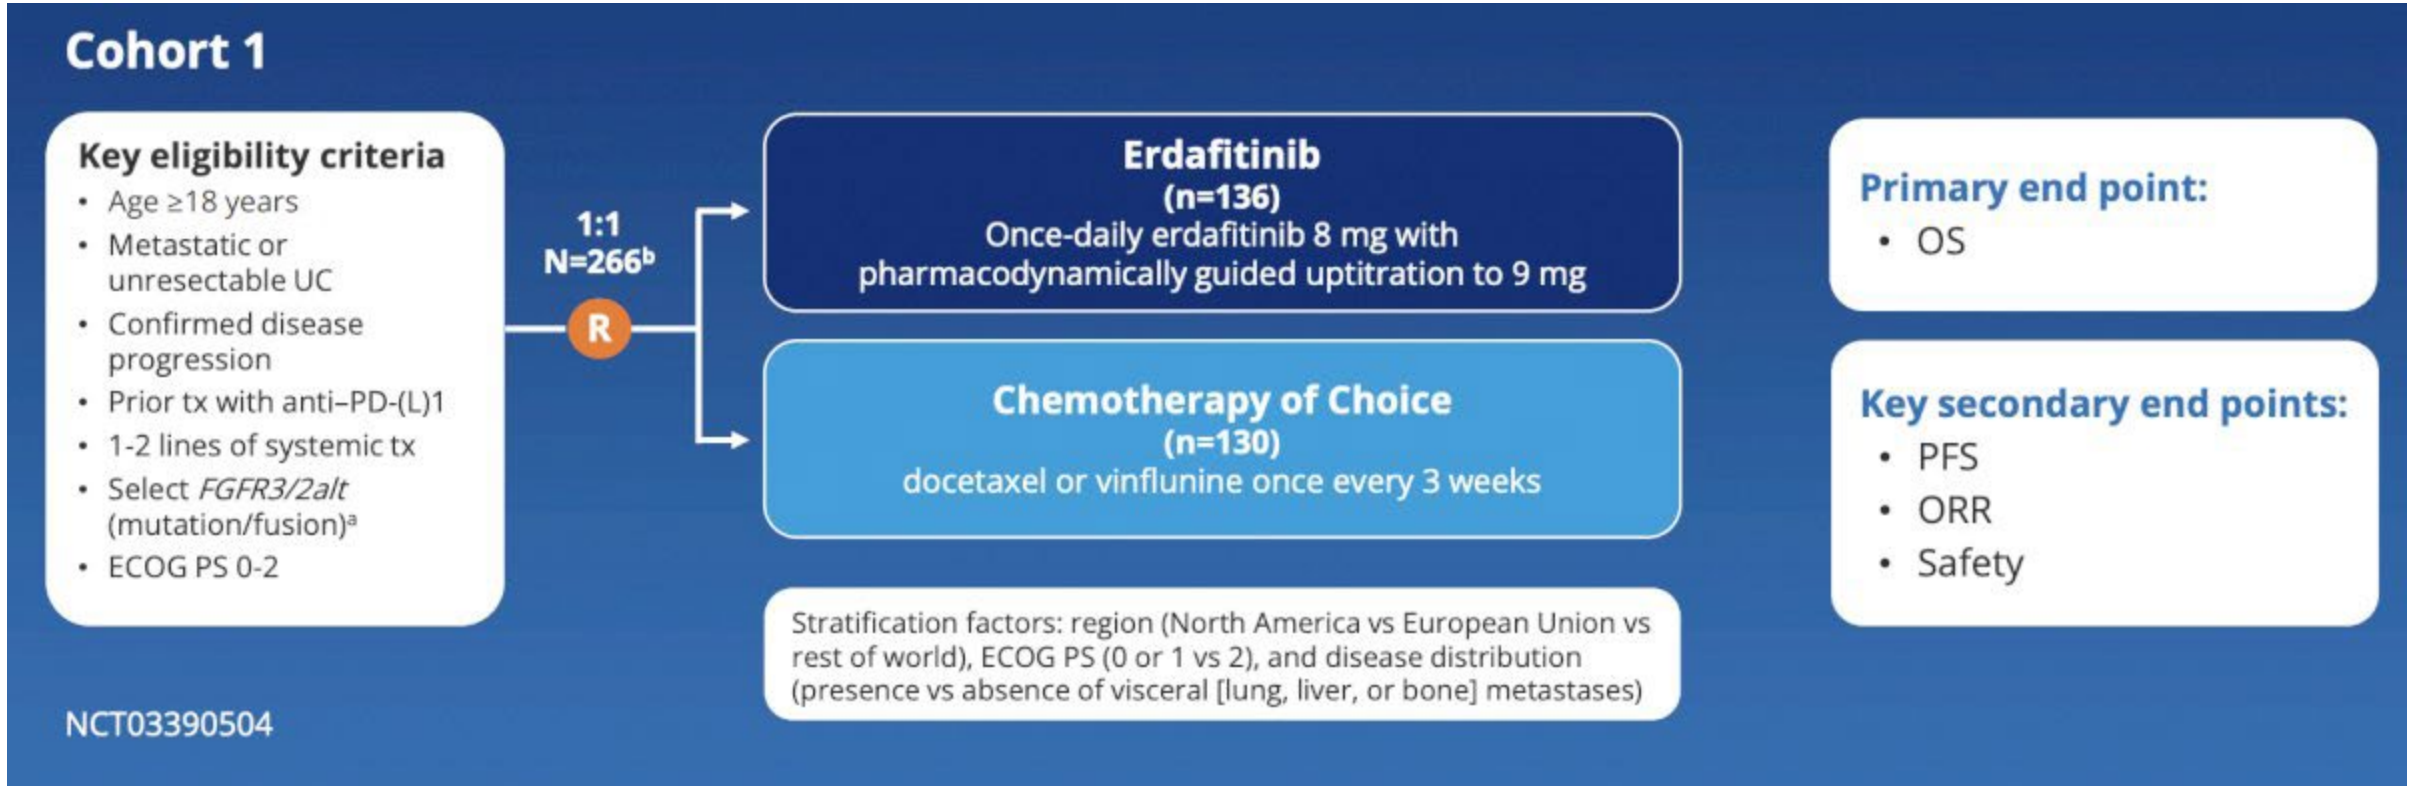 Cohort 1
Key eligibility criteria
• Age ≥18 years
• Metastatic or
unresectable UC
• Confirmed disease
progression
• Prior tx with anti–PD-(L)1
• 1-2 lines of systemic tx
• Select FGFR3/2alt
(mutation/fusion)ᵃ
• ECOG PS 0-2
NCT03390504
1:1
N=266ᵇ
R
Erdafitinib
(n=136)
Once-daily erdafitinib 8 mg with
pharmacodynamically guided uptitration to 9 mg
Chemotherapy of Choice
(n=130)
docetaxel or vinflunine once every 3 weeks
Stratification factors: region (North America vs European Union vs
rest of world), ECOG PS (0 or 1 vs 2), and disease distribution
(presence vs absence of visceral [lung, liver, or bone] metastases)
Primary end point:
• OS
Key secondary end points:
• PFS
• ORR
• Safety